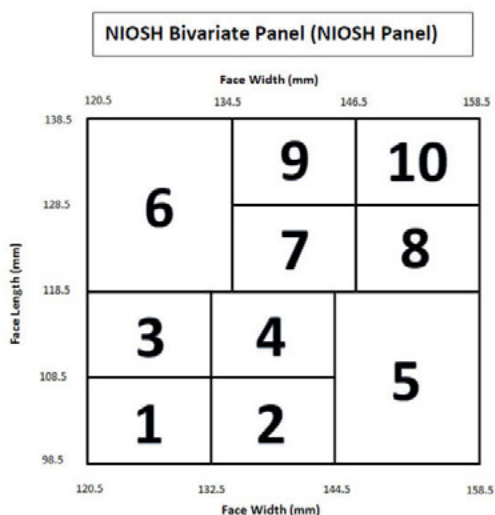 NIOSH Bivariate Panel (NIOSH Panel)
Face Width (mm)
120.5 134.5 146.5 158.5
138.5
9 10
128.5
6
7 8
118.5
Face Length (mm)
3 4
108.5
5
1 2
98.5
120.5 132.5 144.5 158.5
Face Width (mm)